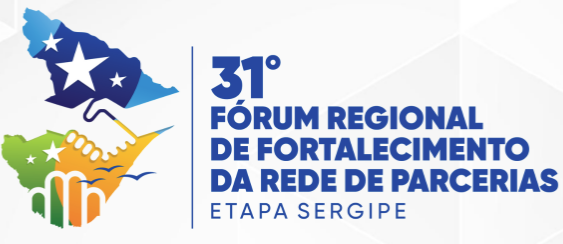 31°
FÓRUM REGIONAL
DE FORTALECIMENTO
DA REDE DE PARCERIAS
ETAPA SERGIPE